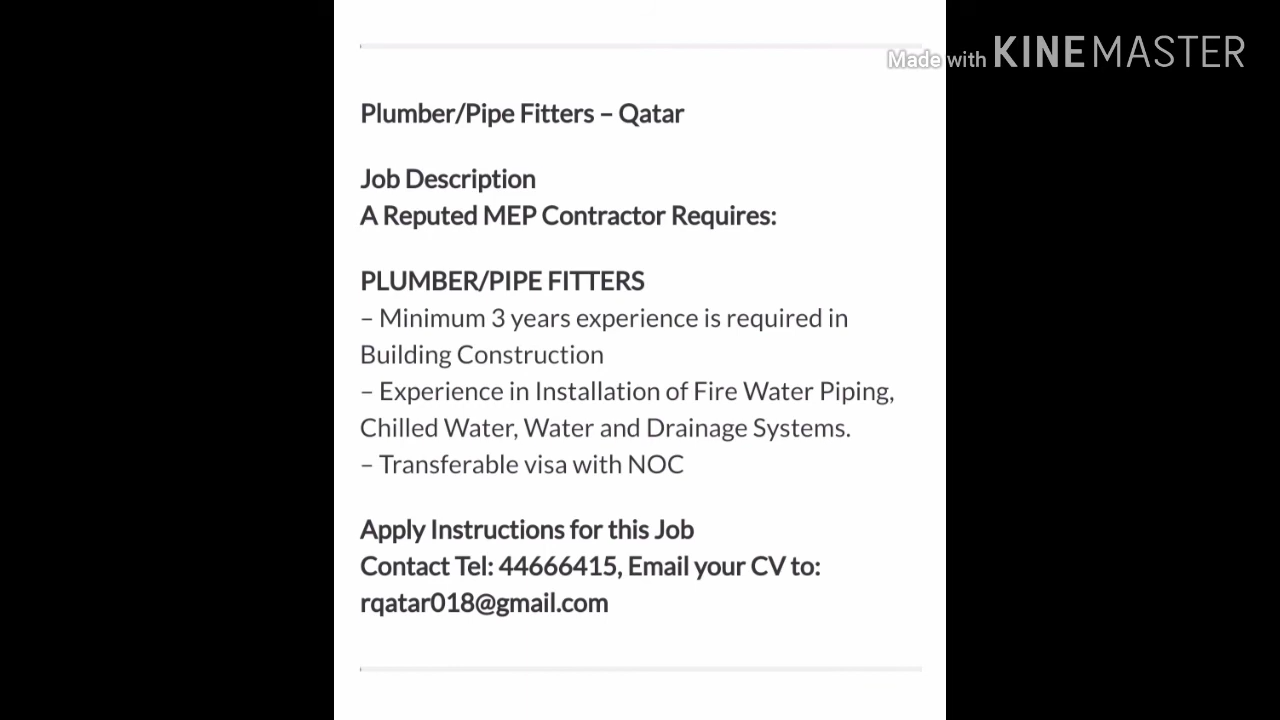 Made with KINEMASTER
Plumber/Pipe Fitters – Qatar
Job Description
A Reputed MEP Contractor Requires:
PLUMBER/PIPE FITTERS
– Minimum 3 years experience is required in
Building Construction
– Experience in Installation of Fire Water Piping,
Chilled Water, Water and Drainage Systems.
– Transferable visa with NOC
Apply Instructions for this Job
Contact Tel: 44666415, Email your CV to:
rqatar018@gmail.com